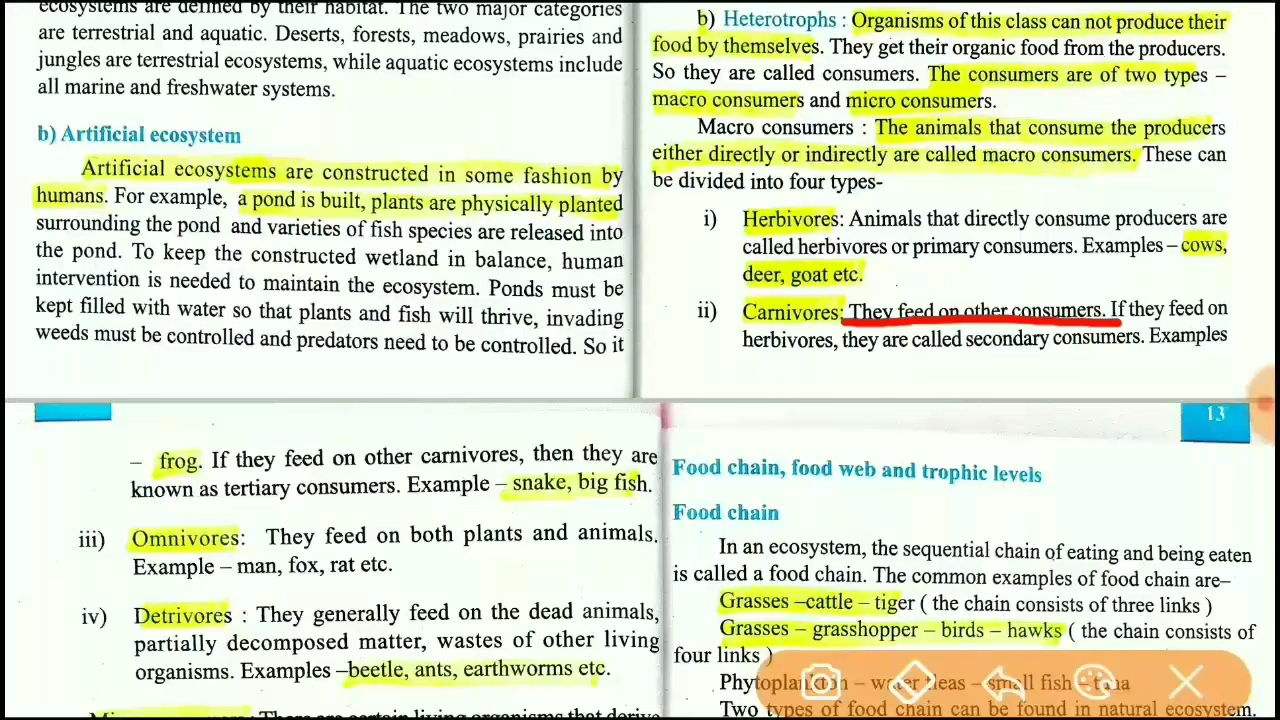 ecosystems are defined by their habitat. The two major categories
are terrestrial and aquatic. Deserts, forests, meadows, prairies and
jungles are terrestrial ecosystems, while aquatic ecosystems include
all marine and freshwater systems.
b) Artificial ecosystem
Artificial ecosystems are constructed in some fashion by
humans. For example, a pond is built, plants are physically planted
surrounding the pond and varieties of fish species are released into
the pond. To keep the constructed wetland in balance, human
intervention is needed to maintain the ecosystem. Ponds must be
kept filled with water so that plants and fish will thrive, invading
weeds must be controlled and predators need to be controlled. So it
b) Heterotrophs : Organisms of this class can not produce their
food by themselves. They get their organic food from the producers.
So they are called consumers. The consumers are of two types –
macro consumers and micro consumers.
Macro consumers : The animals that consume the producers
either directly or indirectly are called macro consumers. These can
be divided into four types-
i) Herbivores: Animals that directly consume producers are
called herbivores or primary consumers. Examples – cows,
deer, goat etc.
ii) Carnivores: They feed on other consumers. If they feed on
herbivores, they are called secondary consumers. Examples
– frog. If they feed on other carnivores, then they are
known as tertiary consumers. Example – snake, big fish.
iii) Omnivores: They feed on both plants and animals.
Example – man, fox, rat etc.
iv) Detrivores : They generally feed on the dead animals,
partially decomposed matter, wastes of other living
organisms. Examples –beetle, ants, earthworms etc.
There are certain living organisms that derive
13
Food chain, food web and trophic levels
Food chain
In an ecosystem, the sequential chain of eating and being eaten
is called a food chain. The common examples of food chain are–
Grasses –cattle – tiger ( the chain consists of three links )
Grasses – grasshopper – birds – hawks ( the chain consists of
four links )
Phytoplankton – water fleas – small fish – tuna
Two types of food chain can be found in natural ecosystem.